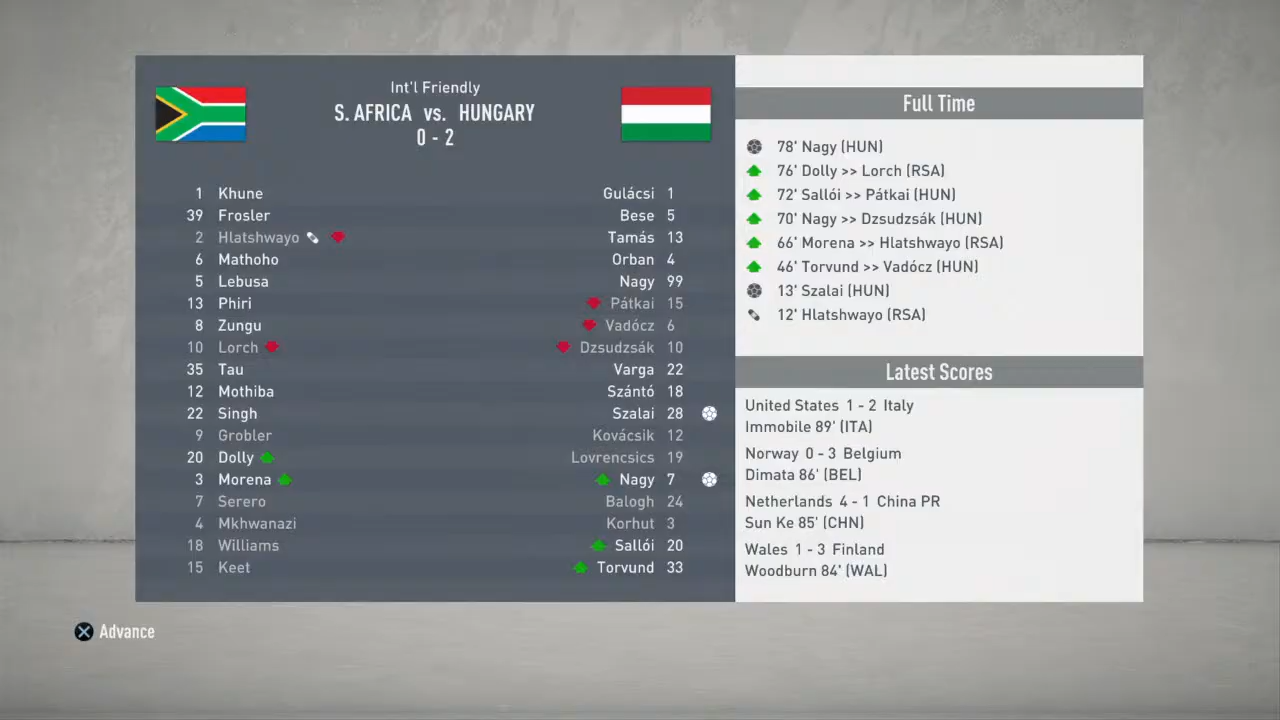 Int'l Friendly
S. AFRICA vs. HUNGARY
0 - 2
1 Khune
39 Frosler
2 Hlatshwayo
6 Mathoho
5 Lebusa
13 Phiri
8 Zungu
10 Lorch
35 Tau
12 Mothiba
22 Singh
9 Grobler
20 Dolly
3 Morena
7 Serero
4 Mkhwanazi
18 Williams
15 Keet
Gulácsi 1
Bese 5
Tamás 13
Orban 4
Nagy 99
Pátkai 15
Vadócz 6
Dzsudzsák 10
Varga 22
Szántó 18
Szalai 28
Kovácsik 12
Lovrencsics 19
Nagy 7
Balogh 24
Korhut 3
Sallói 20
Torvund 33
Full Time
78' Nagy (HUN)
76' Dolly >> Lorch (RSA)
72' Sallói >> Pátkai (HUN)
70' Nagy >> Dzsudzsák (HUN)
66' Morena >> Hlatshwayo (RSA)
46' Torvund >> Vadócz (HUN)
13' Szalai (HUN)
12' Hlatshwayo (RSA)
Latest Scores
United States 1 - 2 Italy
Immobile 89' (ITA)
Norway 0 - 3 Belgium
Dimata 86' (BEL)
Netherlands 4 - 1 China PR
Sun Ke 85' (CHN)
Wales 1 - 3 Finland
Woodburn 84' (WAL)
Advance